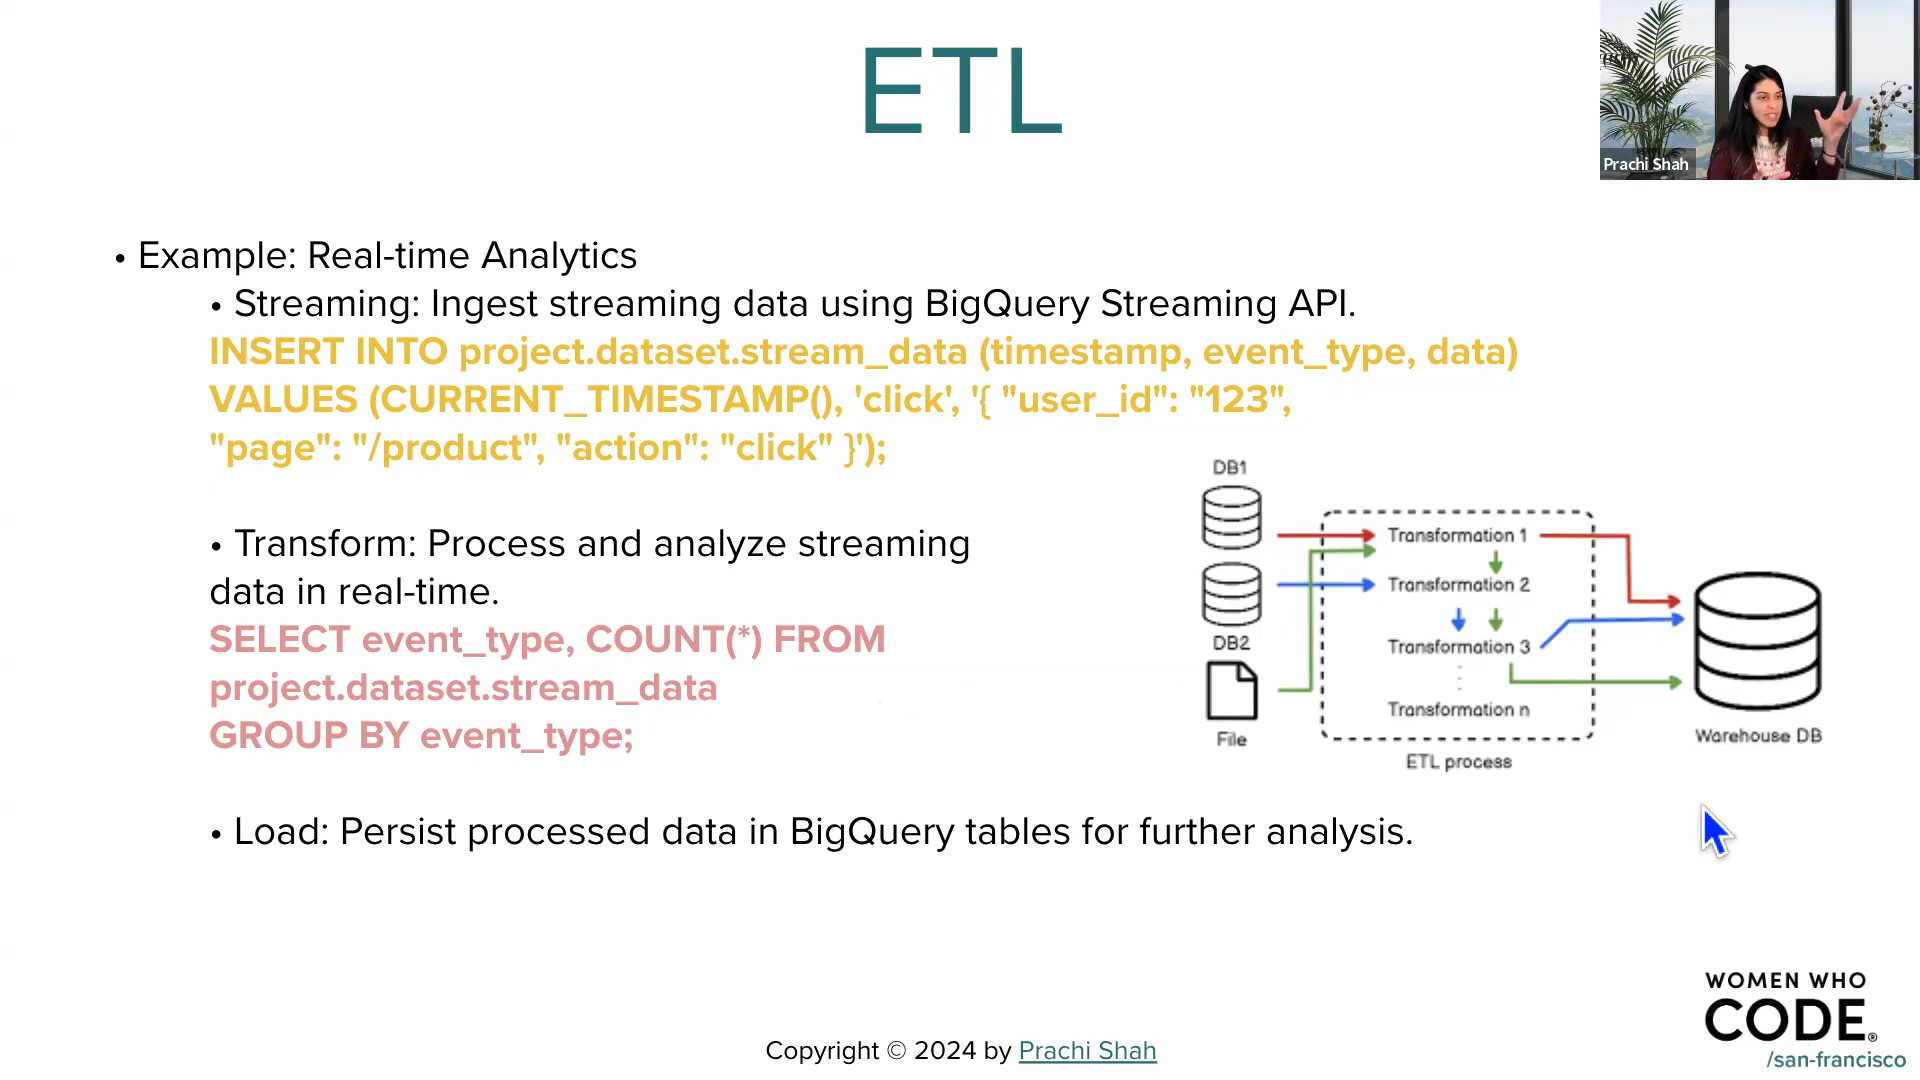 ETL
Prachi Shah
• Example: Real-time Analytics
• Streaming: Ingest streaming data using BigQuery Streaming API.
INSERT INTO project.dataset.stream_data (timestamp, event_type, data)
VALUES (CURRENT_TIMESTAMP(), 'click', '{ "user_id": "123",
"page": "/product", "action": "click" }');
• Transform: Process and analyze streaming
data in real-time.
SELECT event_type, COUNT(*) FROM
project.dataset.stream_data
GROUP BY event_type;
DB1
DB2
File
Transformation 1
Transformation 2
Transformation 3
Transformation n
ETL process
Warehouse DB
• Load: Persist processed data in BigQuery tables for further analysis.
WOMEN WHO
CODE®
/san-francisco
Copyright © 2024 by Prachi Shah